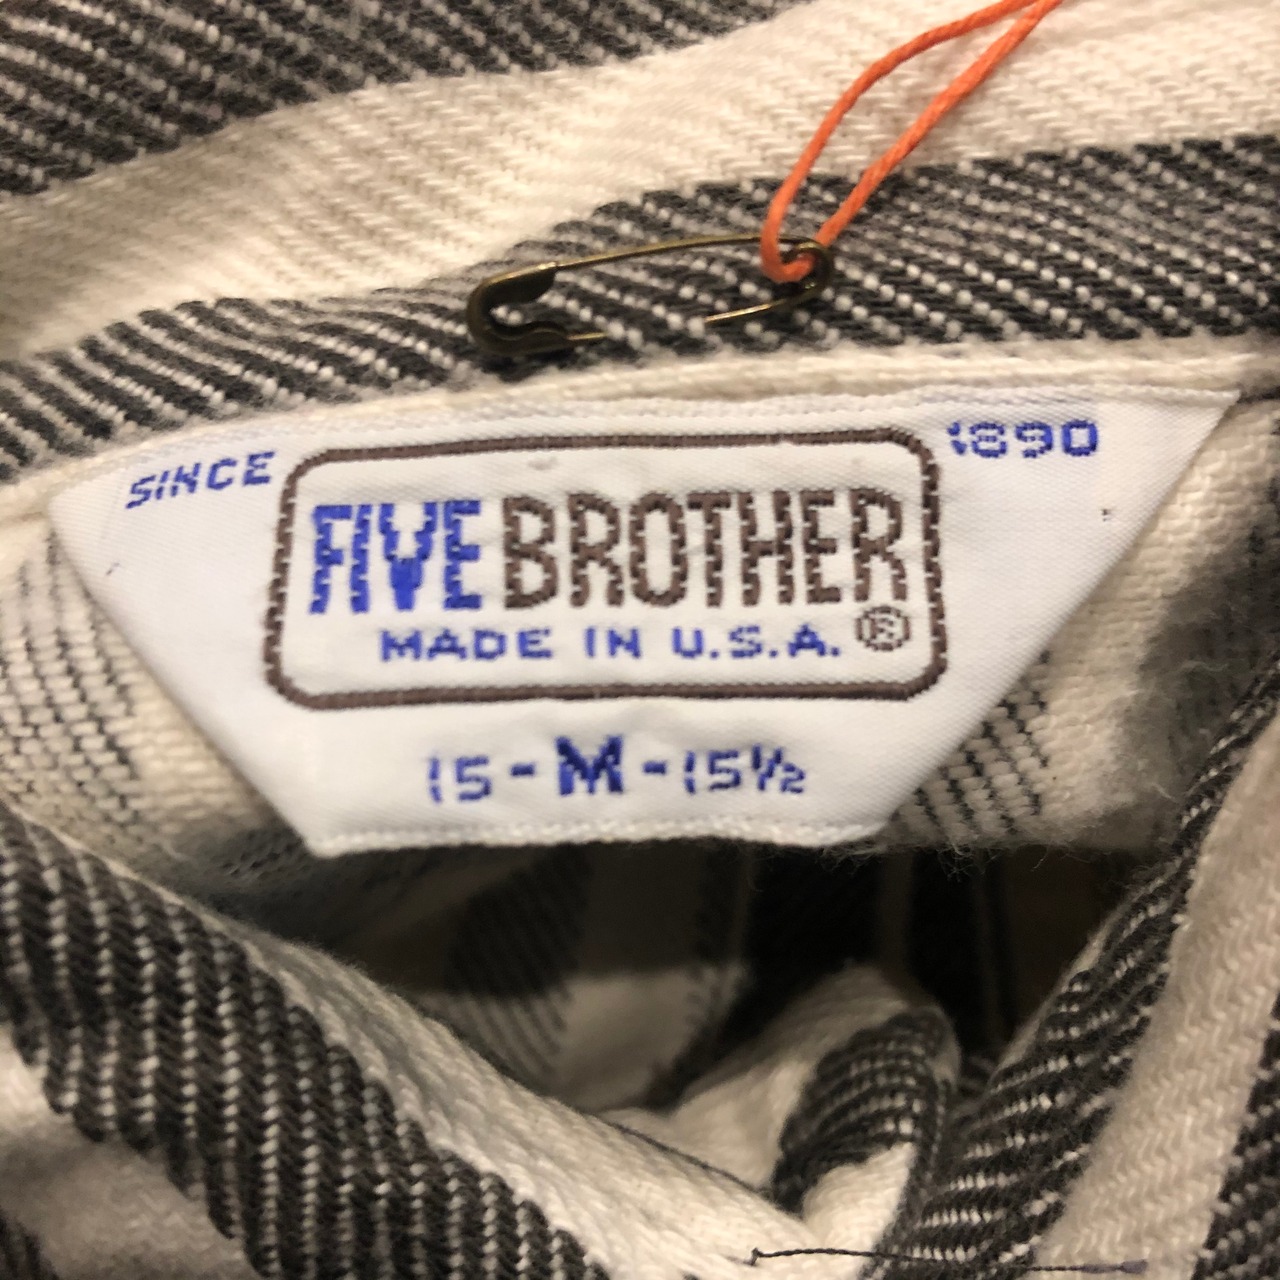 SINCE 1890
FIVE BROTHER
MADE IN U.S.A. ®
15-M-15½